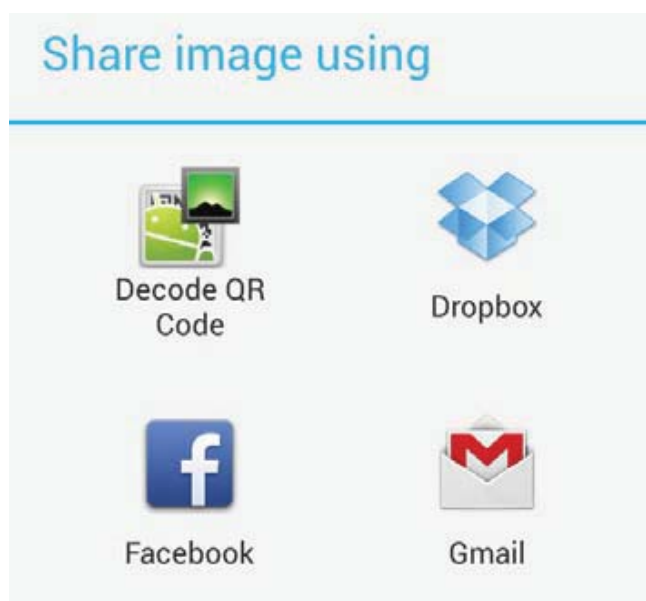 Share image using
Decode QR
Code
Dropbox
Facebook
Gmail